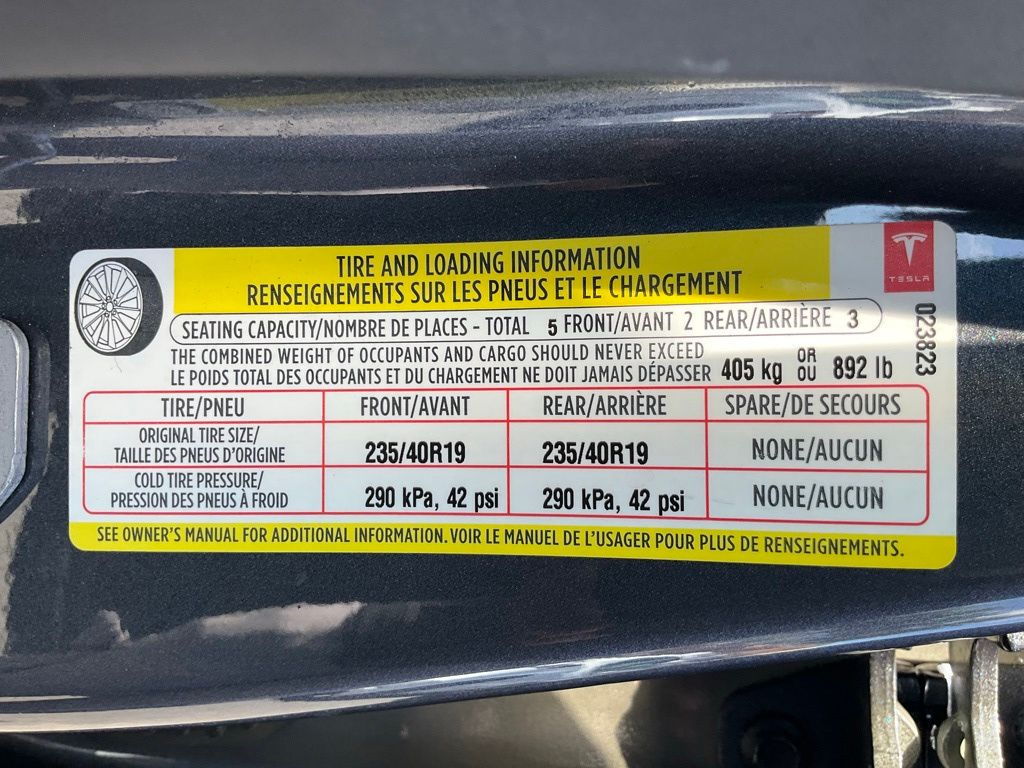 TIRE AND LOADING INFORMATION
RENSEIGNEMENTS SUR LES PNEUS ET LE CHARGEMENT
TESLA
SEATING CAPACITY/NOMBRE DE PLACES - TOTAL 5 FRONT/AVANT 2 REAR/ARRIÈRE 3
023823
THE COMBINED WEIGHT OF OCCUPANTS AND CARGO SHOULD NEVER EXCEED
LE POIDS TOTAL DES OCCUPANTS ET DU CHARGEMENT NE DOIT JAMAIS DÉPASSER 405 kg OR OU 892 lb
TIRE/PNEU FRONT/AVANT REAR/ARRIÈRE SPARE/DE SECOURS
ORIGINAL TIRE SIZE/
TAILLE DES PNEUS D'ORIGINE 235/40R19 235/40R19 NONE/AUCUN
COLD TIRE PRESSURE/
PRESSION DES PNEUS À FROID 290 kPa, 42 psi 290 kPa, 42 psi NONE/AUCUN
SEE OWNER'S MANUAL FOR ADDITIONAL INFORMATION. VOIR LE MANUEL DE L'USAGER POUR PLUS DE RENSEIGNEMENTS.